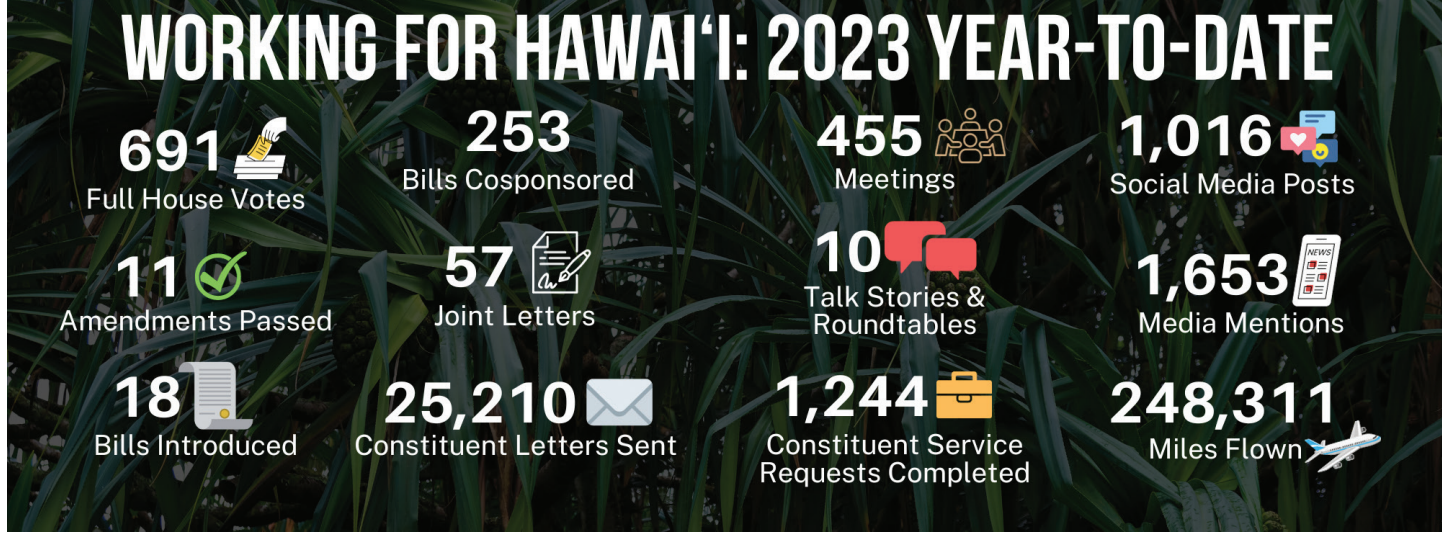 WORKING FOR HAWAIʻI: 2023 YEAR-TO-DATE
691
Full House Votes
253
Bills Cosponsored
455
Meetings
1,016
Social Media Posts
11
Amendments Passed
57
Joint Letters
10
Talk Stories &
Roundtables
NEWS
1,653
Media Mentions
18
Bills Introduced
25,210
Constituent Letters Sent
1,244
Constituent Service
Requests Completed
248,311
Miles Flown